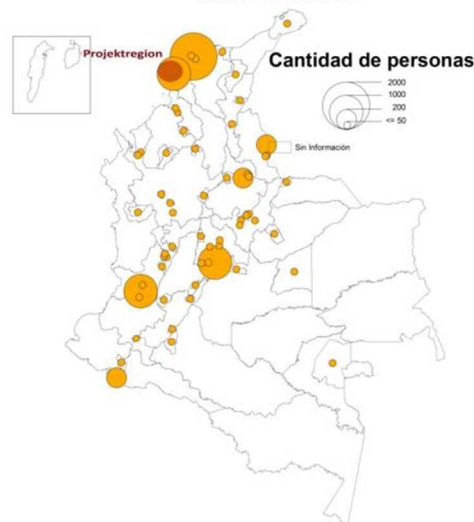 Projektregion
Cantidad de personas
2000
1000
200
<= 50
Sin Información